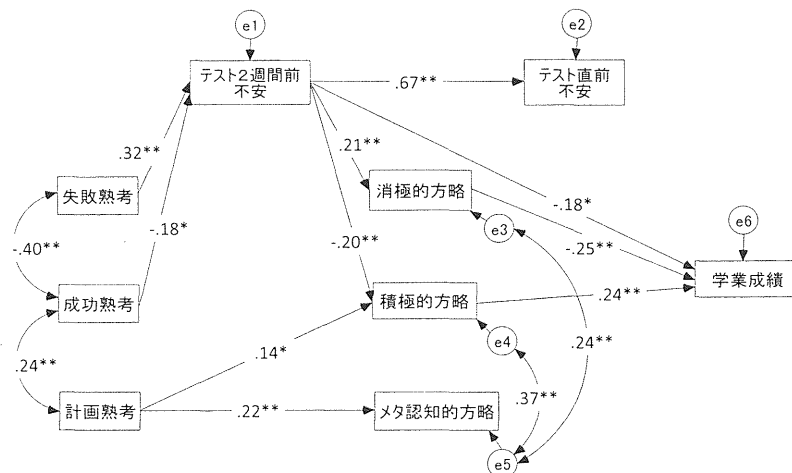 e1
e2
テスト2週間前
不安
.67**
テスト直前
不安
.32**
.21**
失敗熟考
消極的方略
-.18*
-.18*
e3
e6
-.40**
-.20**
-.25**
学業成績
成功熟考
積極的方略
.24**
.24**
e4
.14*
.24**
計画熟考
.22**
メタ認知的方略
.37**
e5